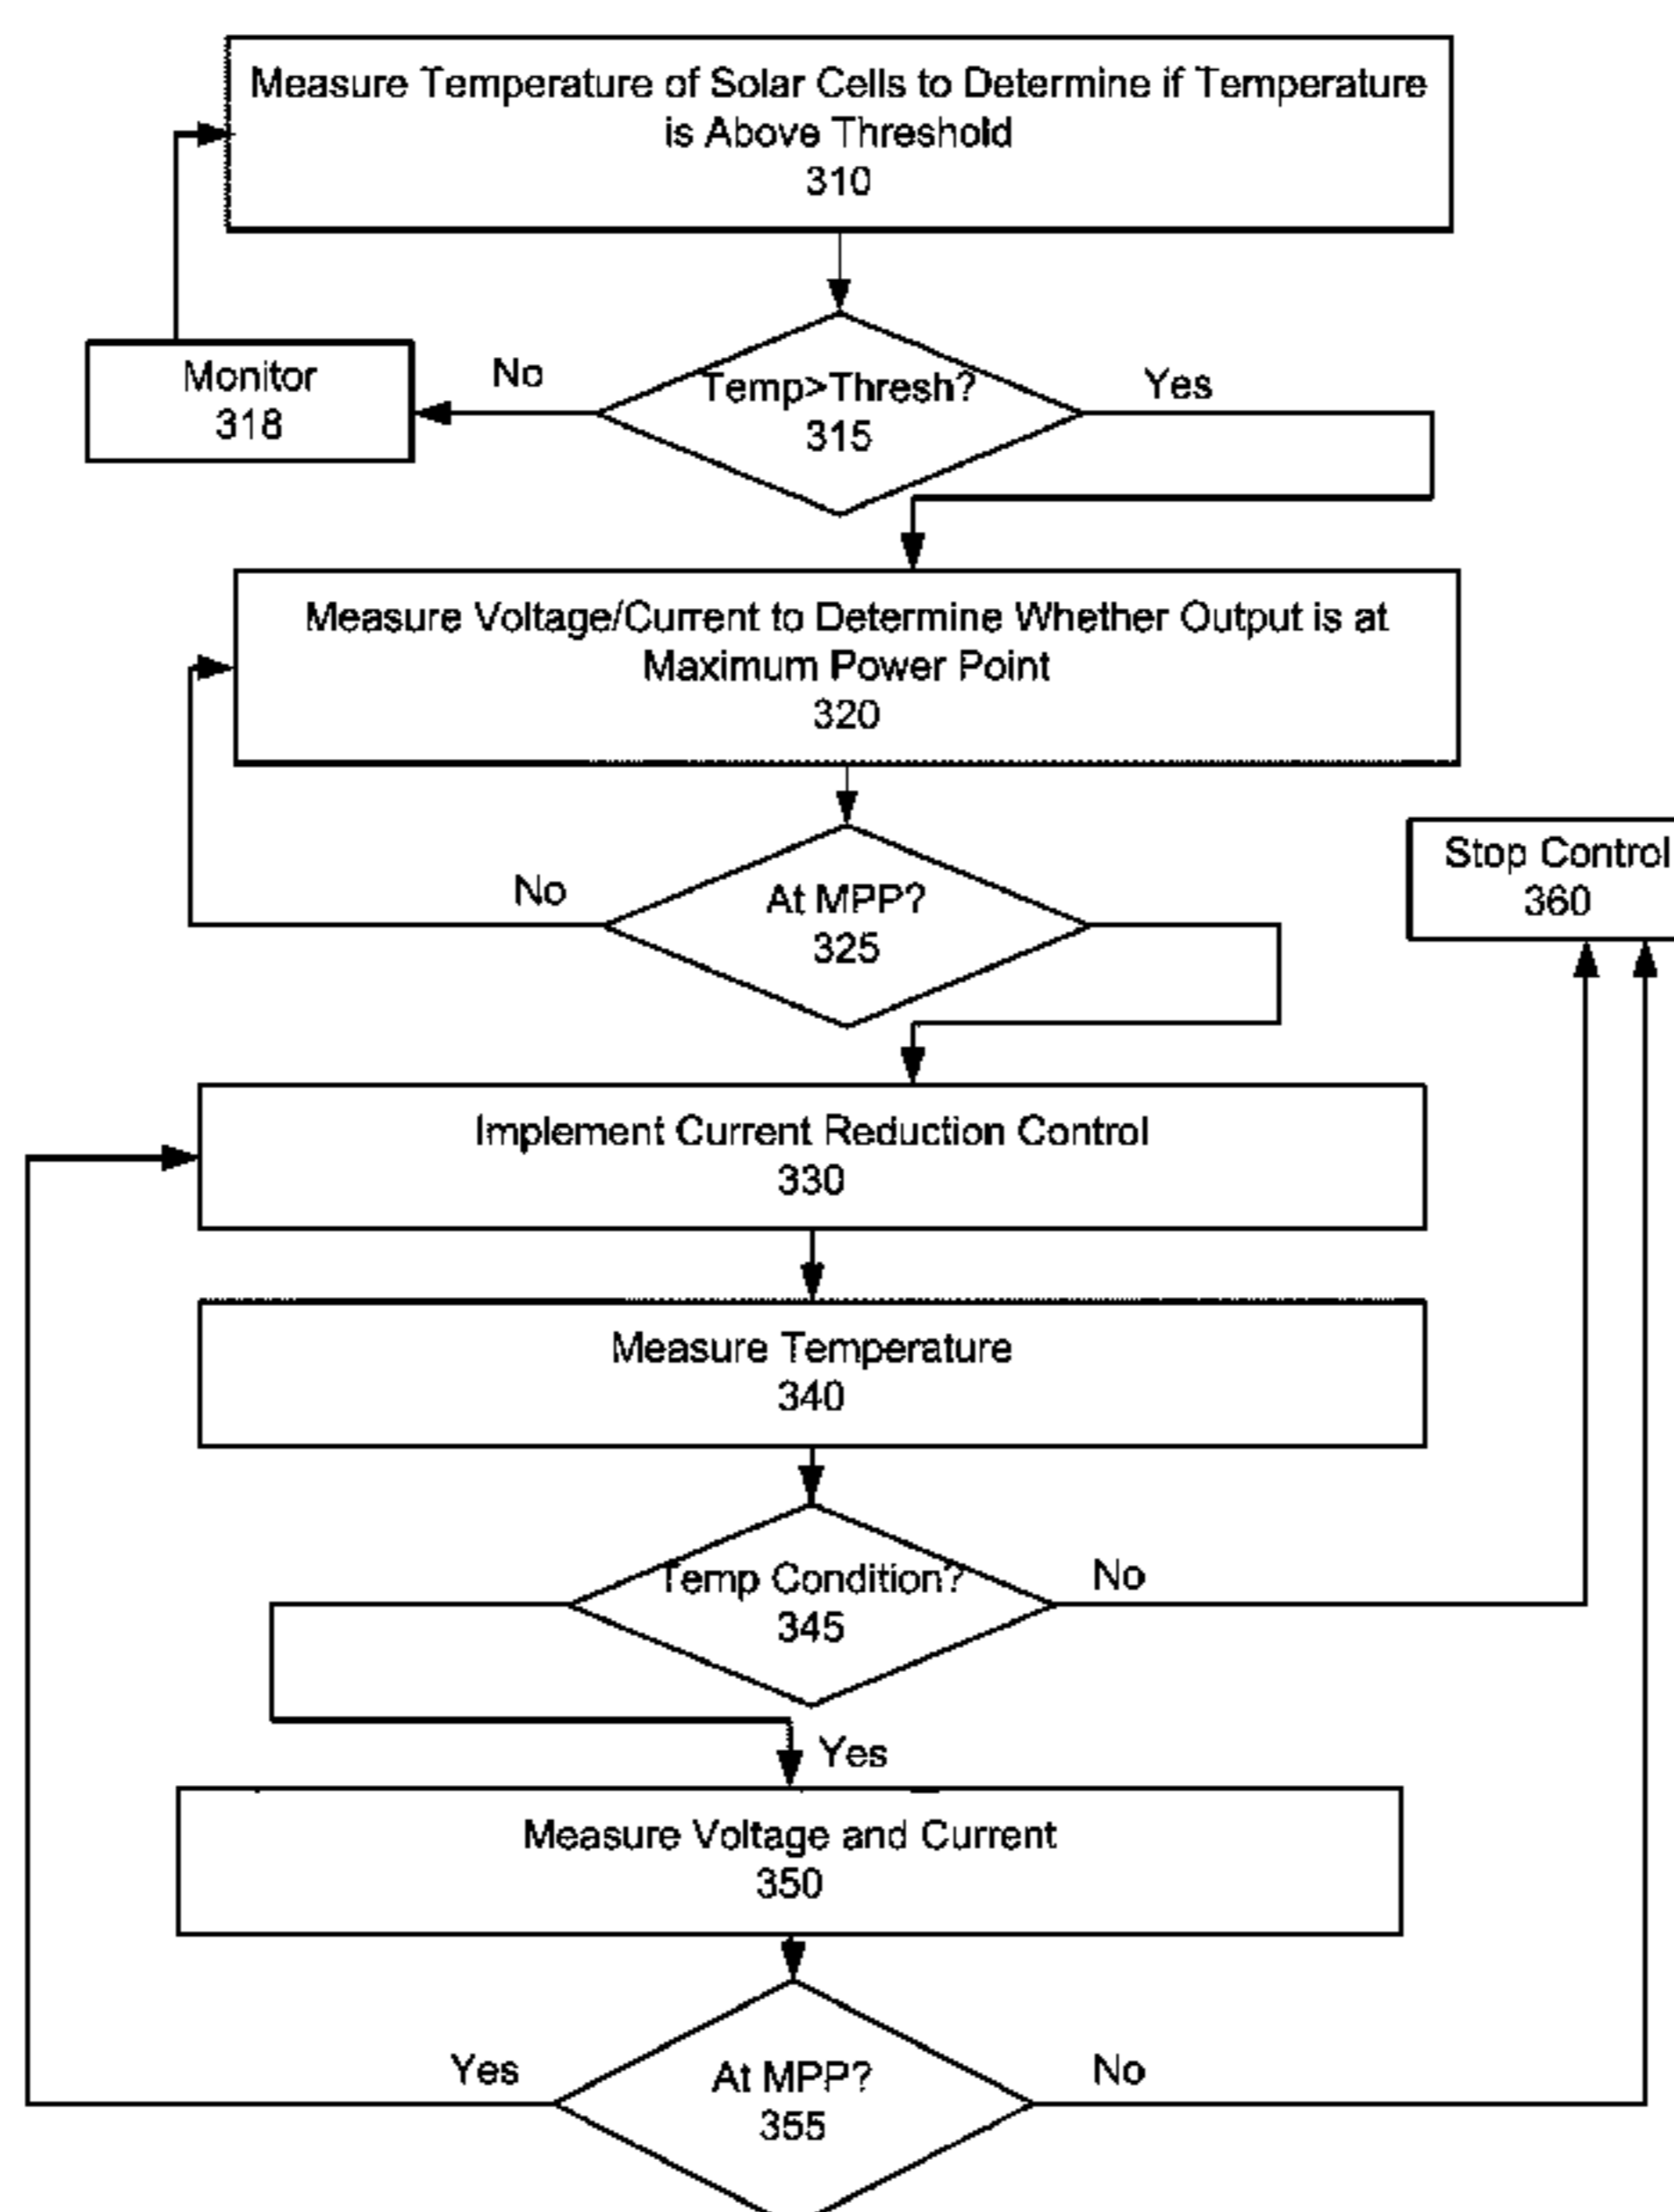 Measure Temperature of Solar Cells to Determine if Temperature
is Above Threshold
310
Monitor
318
No
Temp>Thresh?
315
Yes
Measure Voltage/Current to Determine Whether Output is at
Maximum Power Point
320
No
At MPP?
325
Stop Control
360
Implement Current Reduction Control
330
Measure Temperature
340
Temp Condition?
345
No
Yes
Measure Voltage and Current
350
Yes
At MPP?
355
No